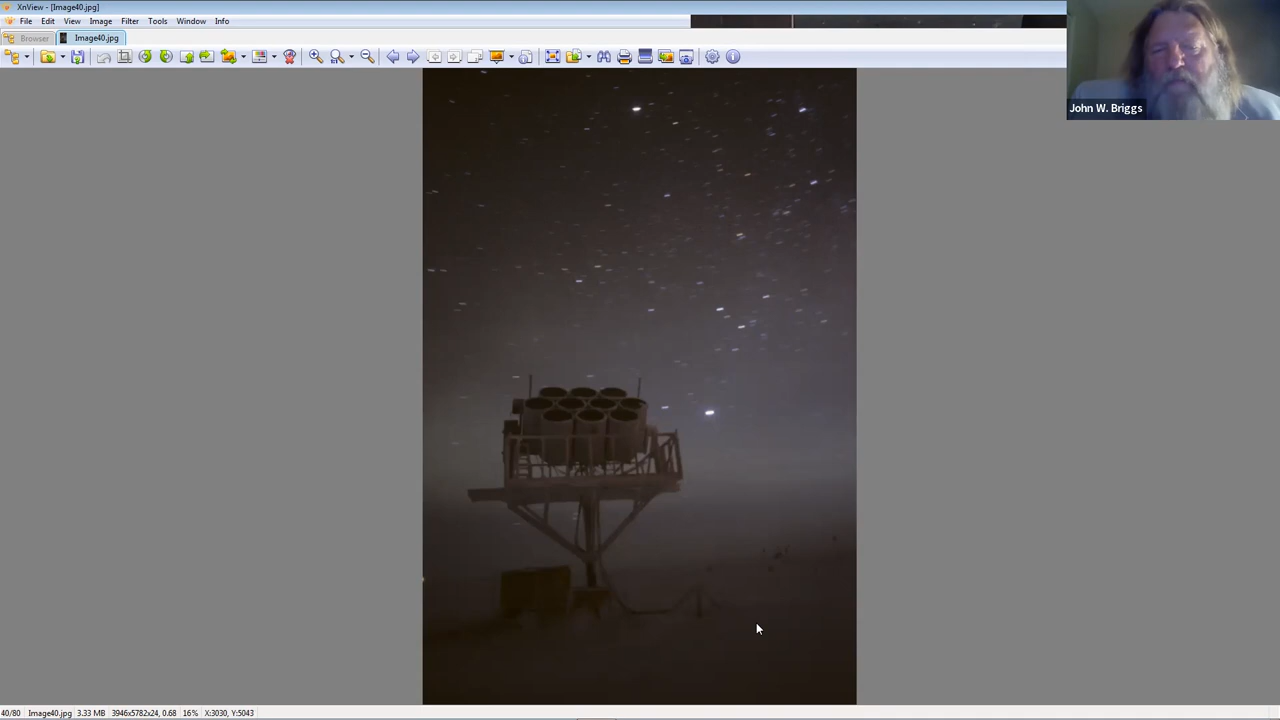 XnView - [Image40.jpg]
File Edit View Image Filter Tools Window Info
Browser Image40.jpg
John W. Briggs
40/80 Image40.jpg 3.33 MB 3946x5782x24, 0.68 16% X:3030, Y:5043